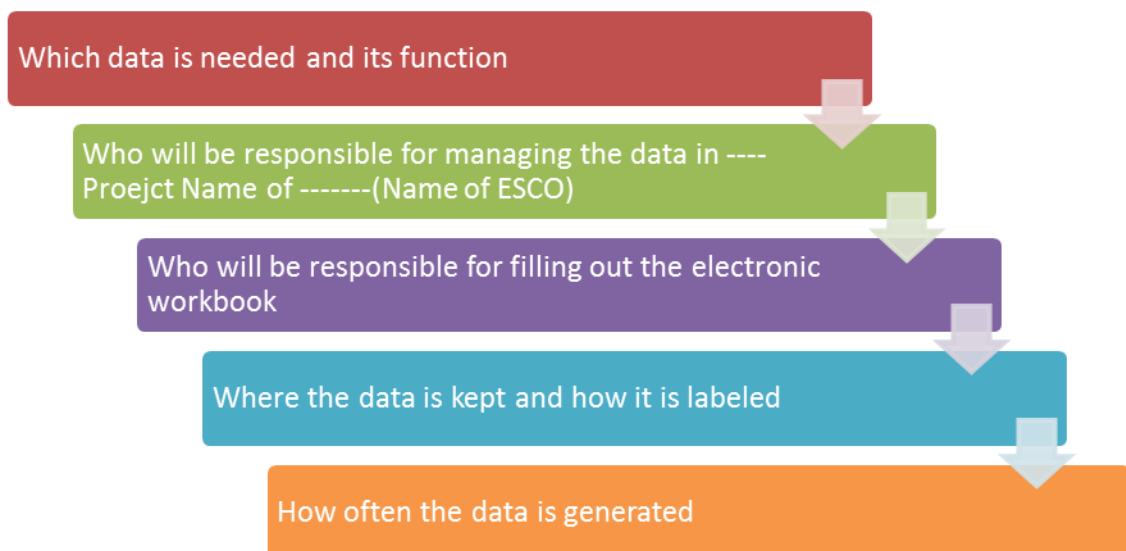 Which data is needed and its function
Who will be responsible for managing the data in ----
Proejct Name of -------(Name of ESCO)
Who will be responsible for filling out the electronic
workbook
Where the data is kept and how it is labeled
How often the data is generated